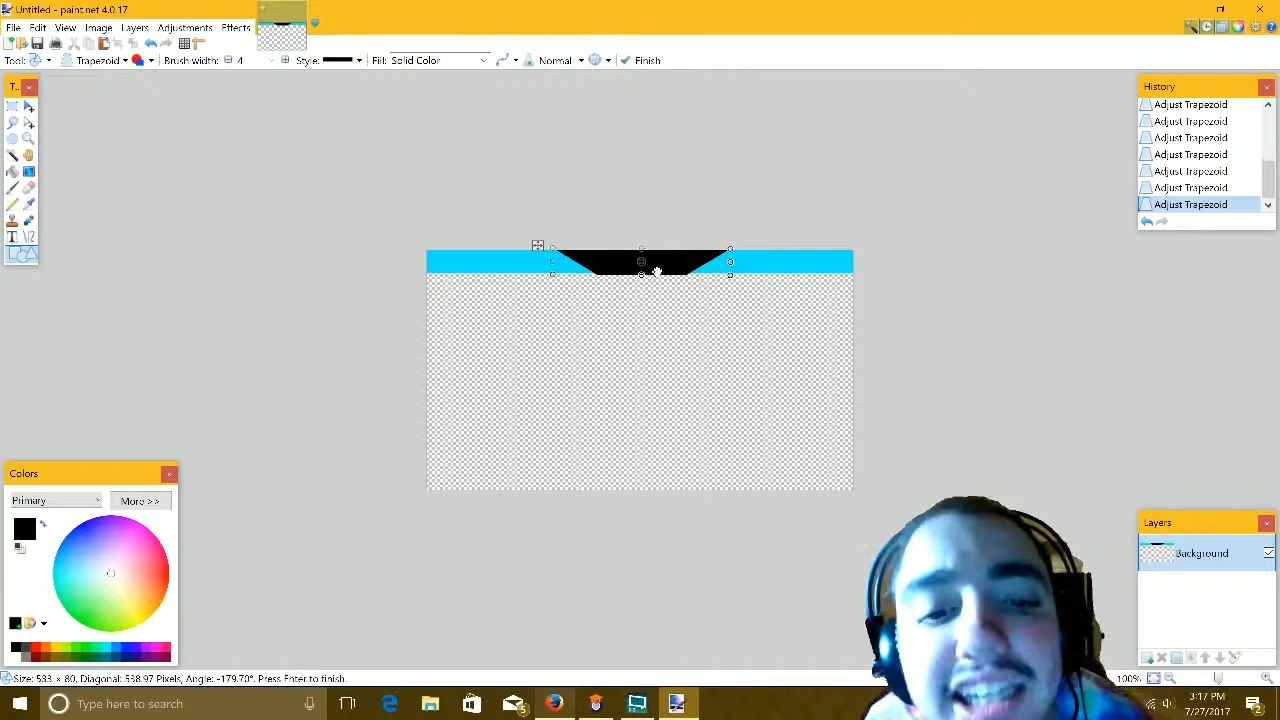 Untitled - paint.net 4.0.17
File Edit View Image Layers Adjustments Effects
Tool: Trapezoid Brush width: 4 Style: Fill: Solid Color Normal Finish
T...
History
Adjust Trapezoid
Adjust Trapezoid
Adjust Trapezoid
Adjust Trapezoid
Adjust Trapezoid
Adjust Trapezoid
Adjust Trapezoid
Colors
Primary More >>
Layers
Background
Size: 533 × 80, Diagonal: 538.97 Pixels, Angle: -179.70°. Press Enter to finish.
100%
Type here to search
3:17 PM
7/27/2017